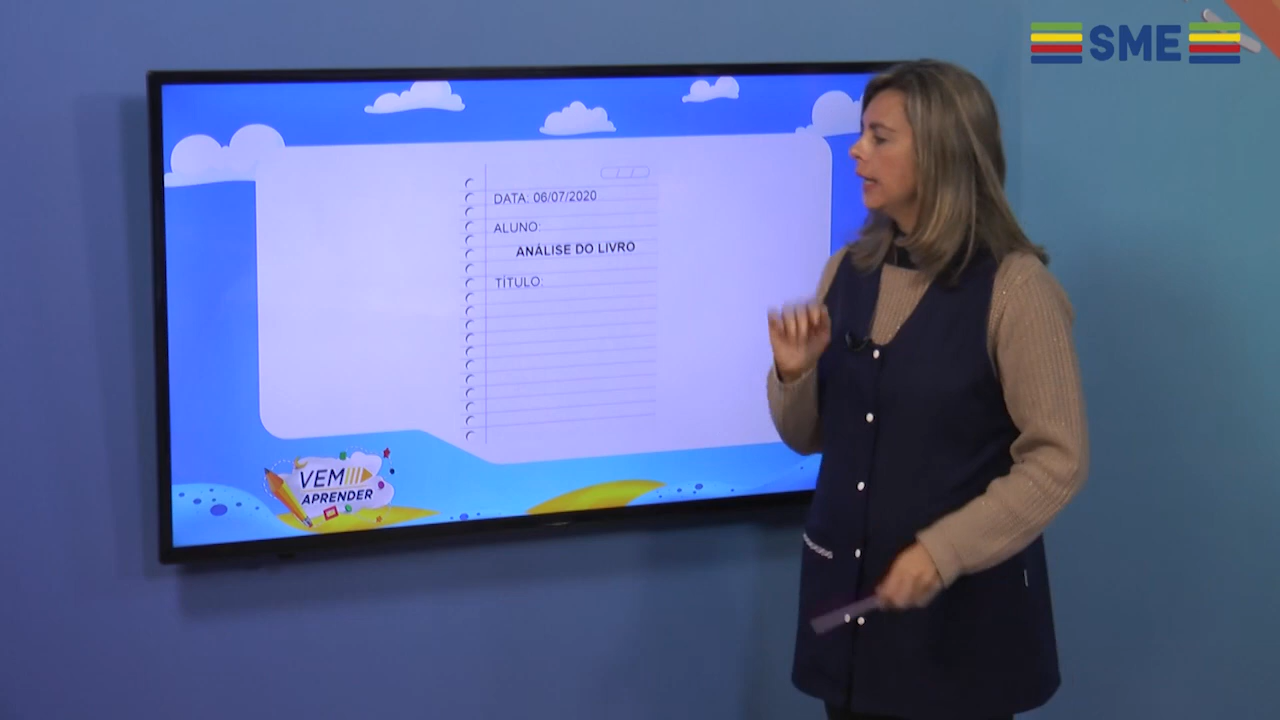 SME
DATA: 06/07/2020
ALUNO:
ANÁLISE DO LIVRO
TÍTULO:
VEM
APRENDER